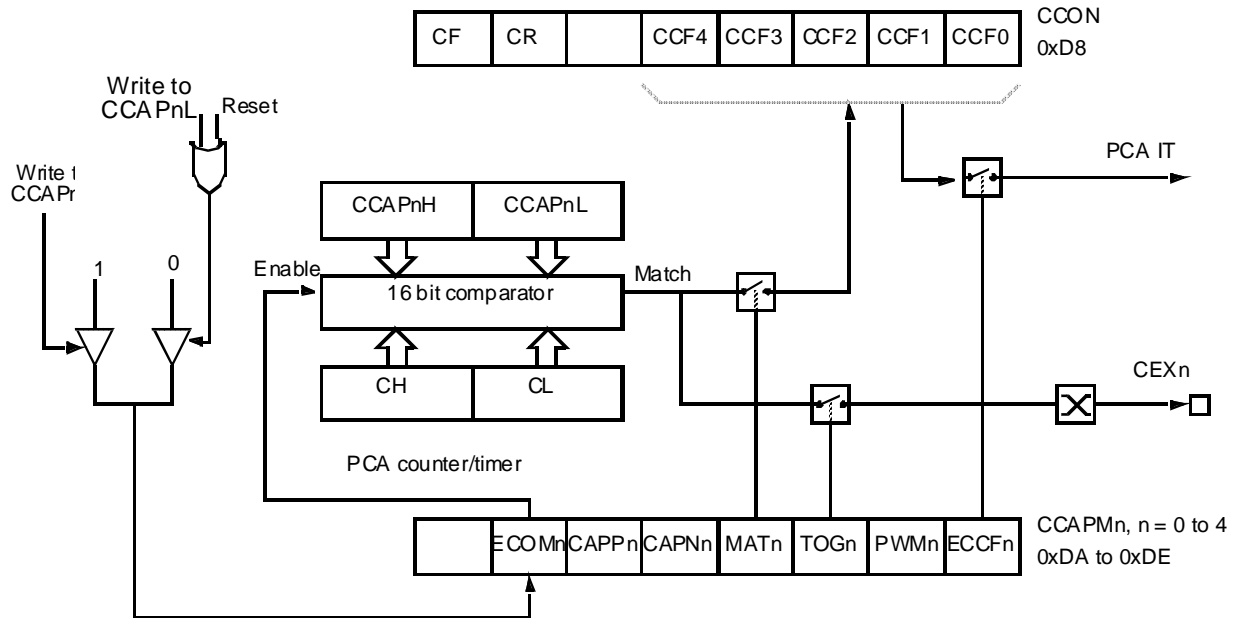 CF CR CCF4 CCF3 CCF2 CCF1 CCF0
CCON
0xD8
Write to
CCAPnL
Reset
Write
CCAPnH CCAPnL
PCA IT
1 0
Enable
16 bit comparator
Match
CH CL
CEXn
PCA counter/timer
ECOMn CAPPn CAPNn MATn TOGn PWMn ECCFn
CCAPMn, n = 0 to 4
0xDA to 0xDE